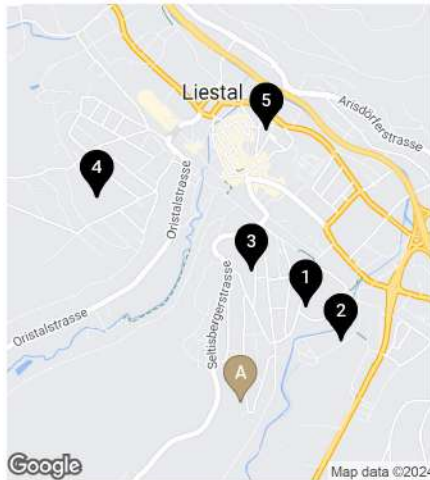 Liestal
5
Arisdörferstrasse
4
Oristalstrasse
3
Seltisbergerstrasse
1
2
Oristalstrasse
A
Google
Map data ©2024